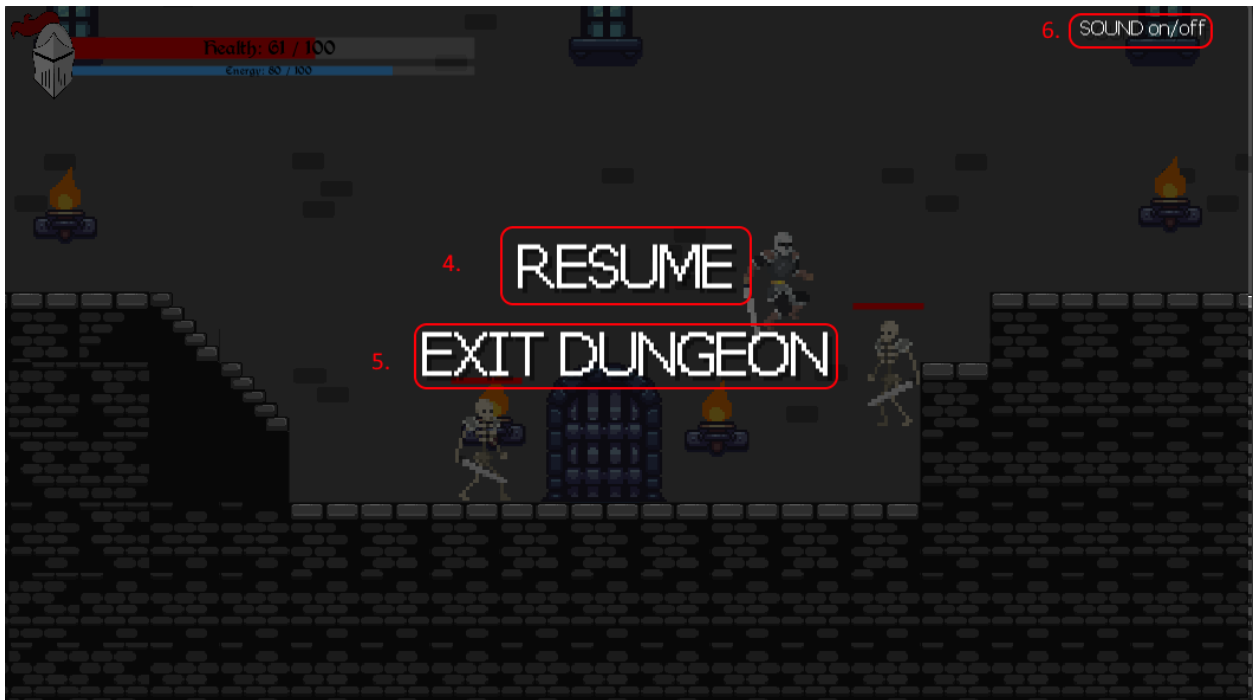 Health: 61 / 100
6. SOUND on/off
Energy: 80 / 100
4. RESUME
5. EXIT DUNGEON